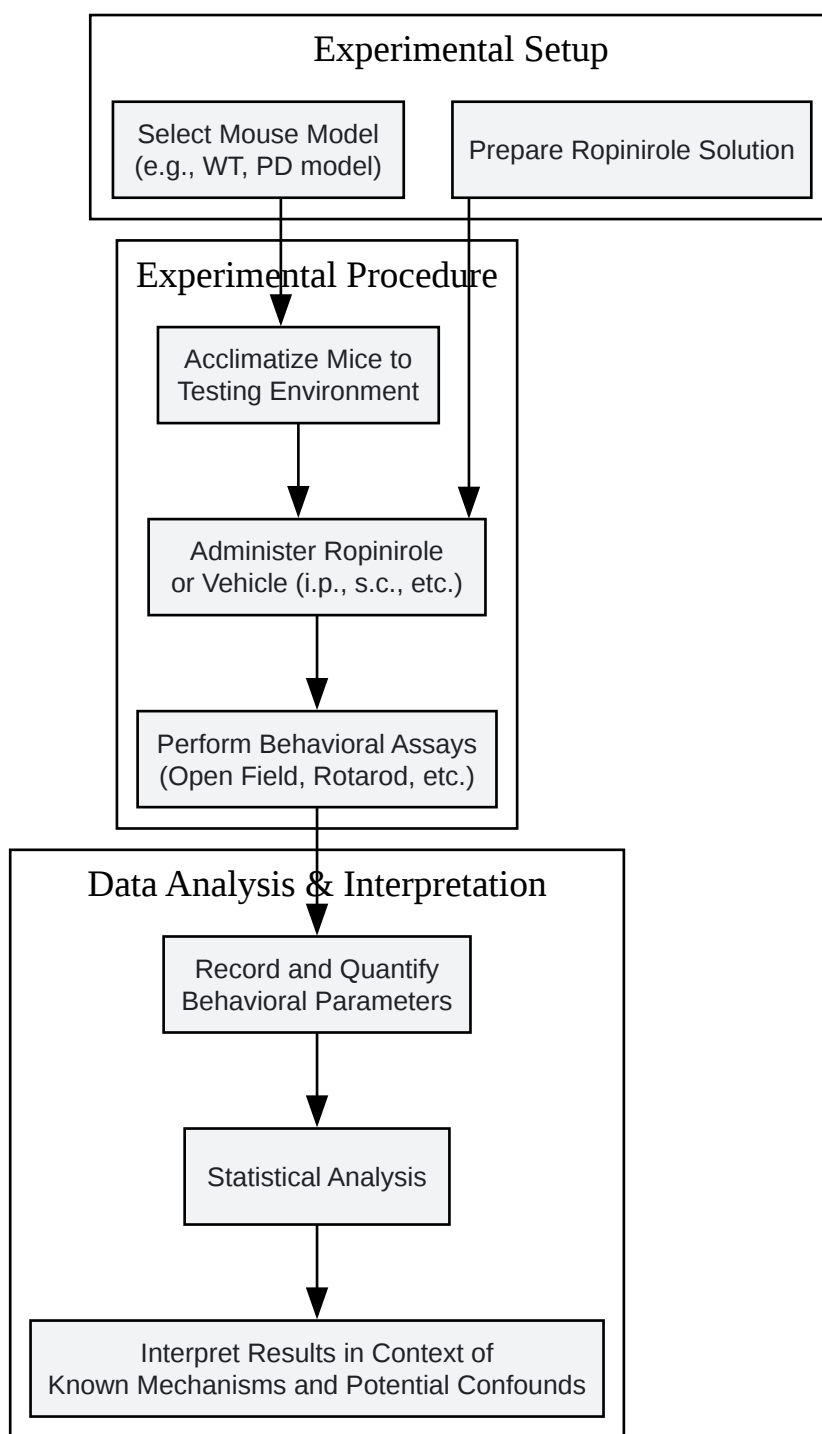 Experimental Setup
Select Mouse Model
(e.g., WT, PD model)
Prepare Ropinirole Solution
Experimental Procedure
Acclimatize Mice to
Testing Environment
Administer Ropinirole
or Vehicle (i.p., s.c., etc.)
Perform Behavioral Assays
(Open Field, Rotarod, etc.)
Data Analysis & Interpretation
Record and Quantify
Behavioral Parameters
Statistical Analysis
Interpret Results in Context of
Known Mechanisms and Potential Confounds